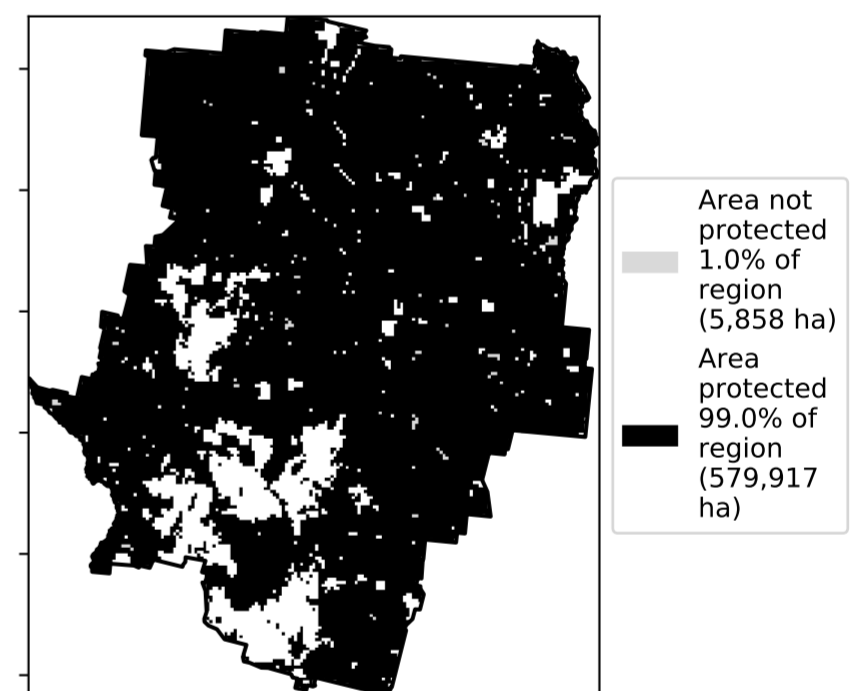 Area not
protected
1.0% of
region
(5,858 ha)
Area
protected
99.0% of
region
(579,917
ha)